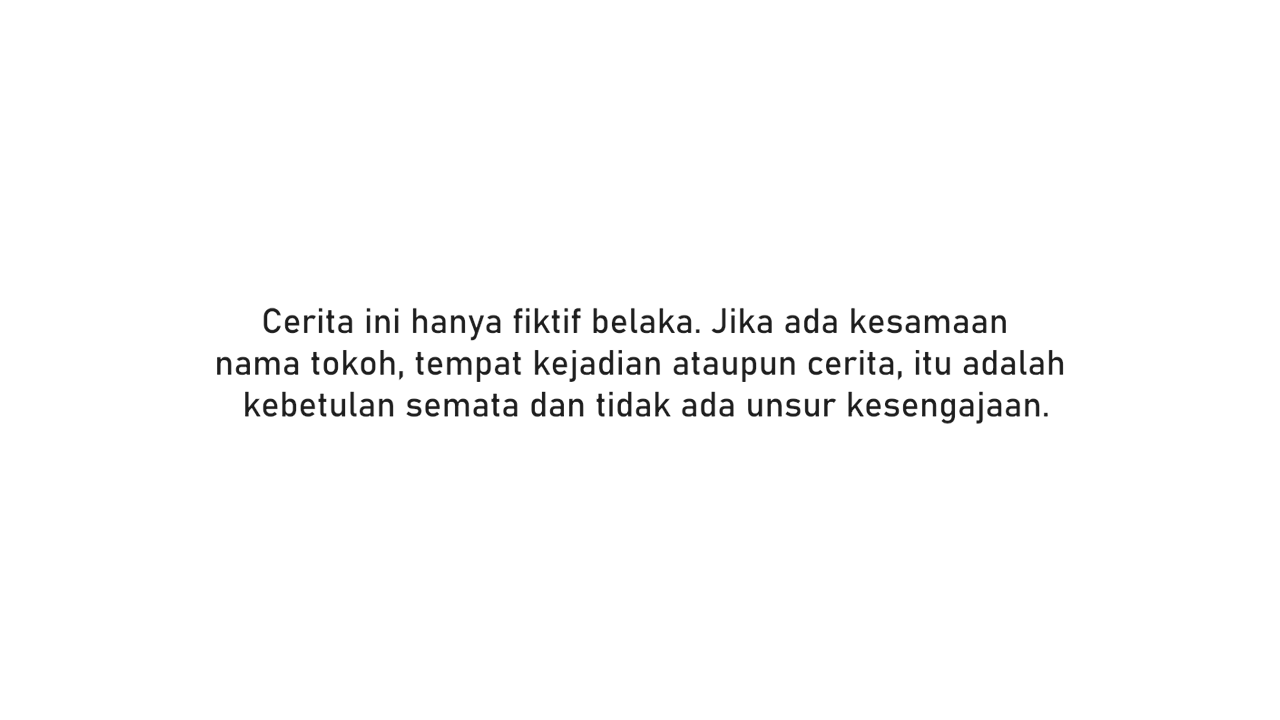 Cerita ini hanya fiktif belaka. Jika ada kesamaan
nama tokoh, tempat kejadian ataupun cerita, itu adalah
kebetulan semata dan tidak ada unsur kesengajaan.